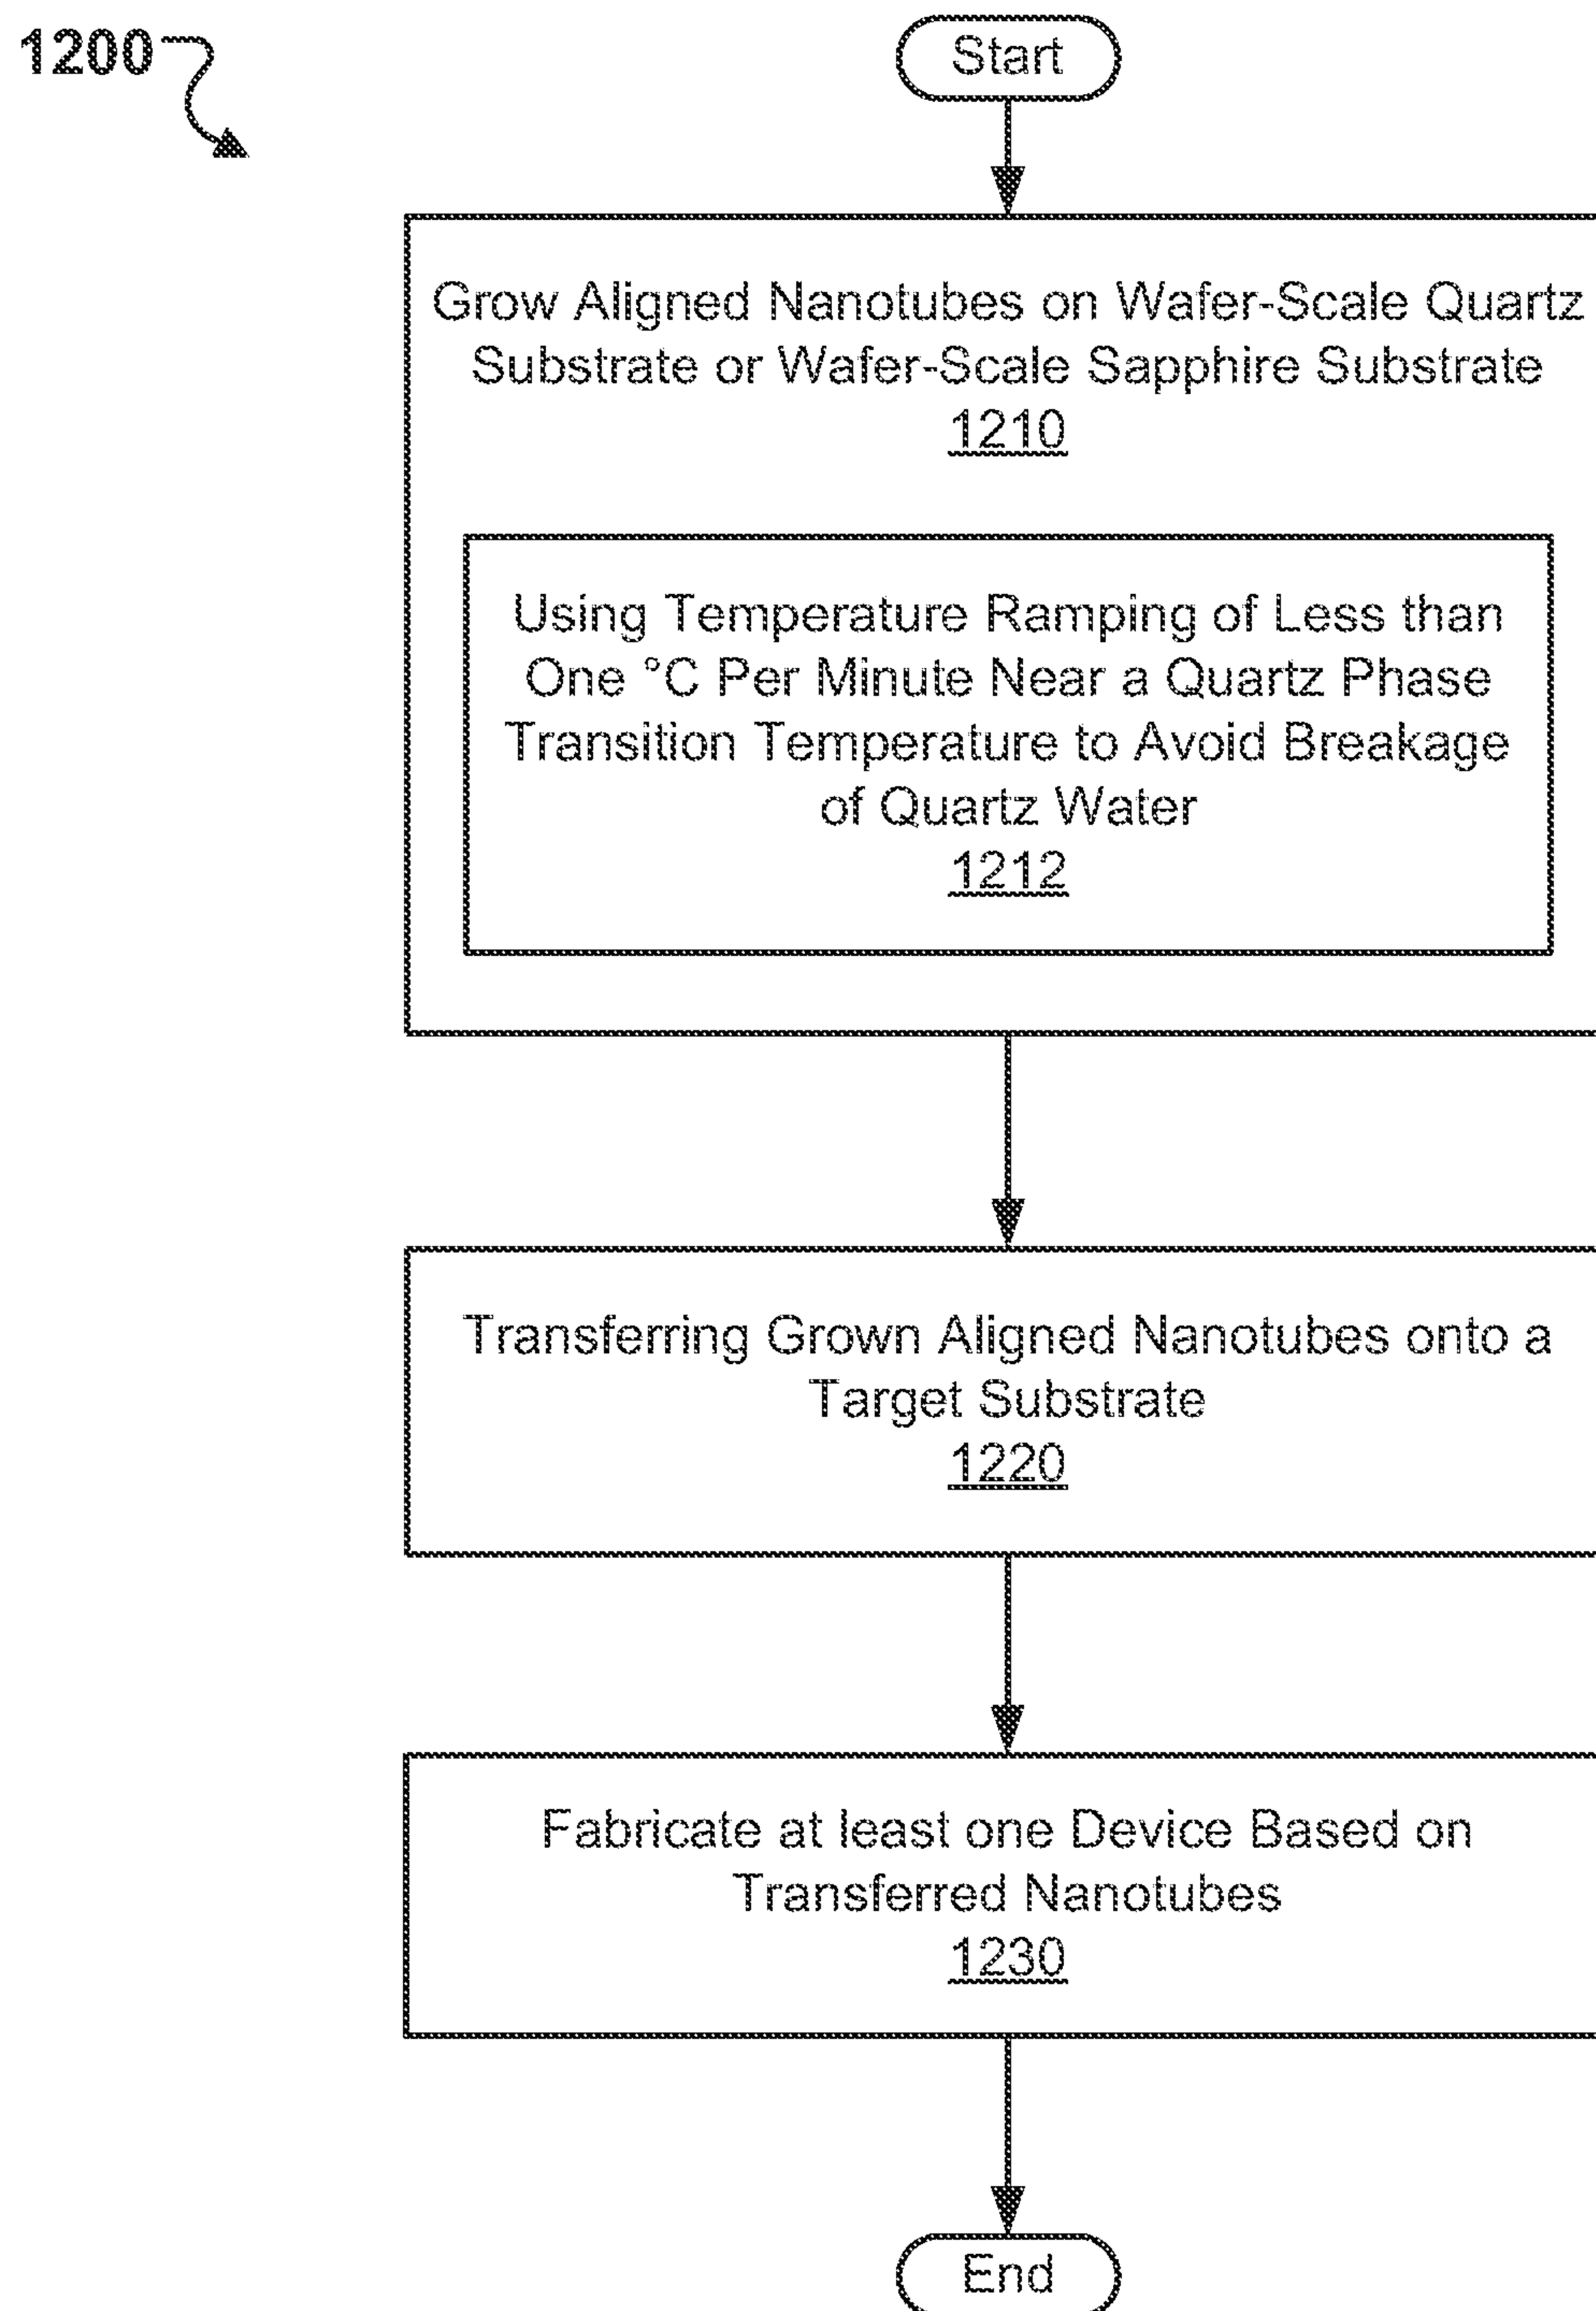 1200
Start
Grow Aligned Nanotubes on Wafer-Scale Quartz
Substrate or Wafer-Scale Sapphire Substrate
1210
Using Temperature Ramping of Less than
One °C Per Minute Near a Quartz Phase
Transition Temperature to Avoid Breakage
of Quartz Water
1212
Transferring Grown Aligned Nanotubes onto a
Target Substrate
1220
Fabricate at least one Device Based on
Transferred Nanotubes
1230
End